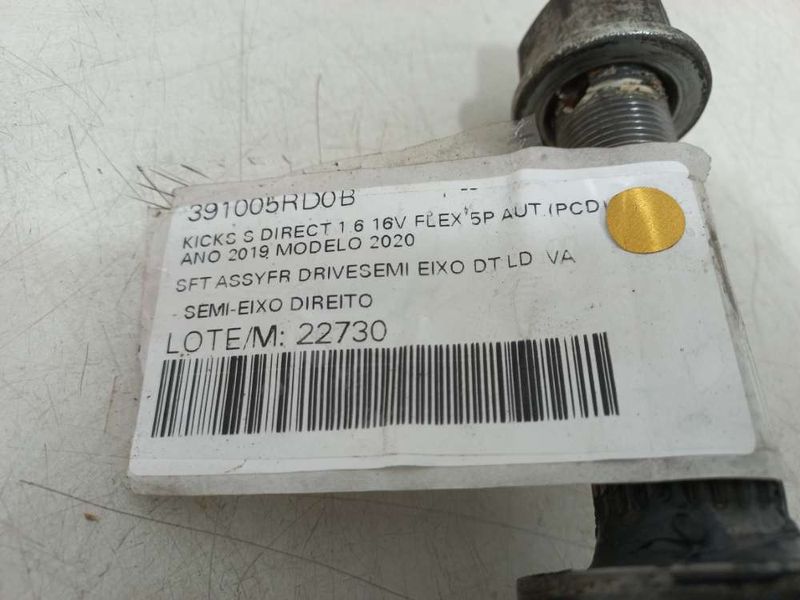 391005RD0B
KICKS S DIRECT 1.6 16V FLEX 5P AUT.(PCD)
ANO 2019 MODELO 2020
SFT ASSYFR DRIVESEMI EIXO DT LD VA
- SEMI-EIXO DIREITO
LOTE/M: 22730